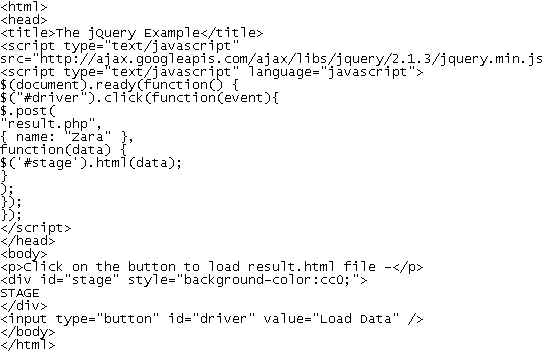 <html>
<head>
<title>The jQuery Example</title>
<script type="text/javascript"
src="http://ajax.googleapis.com/ajax/libs/jquery/2.1.3/jquery.min.js
<script type="text/javascript" language="javascript">
$(document).ready(function() {
$("#driver").click(function(event){
$.post(
"result.php",
{ name: "Zara" },
function(data) {
$('#stage').html(data);
}
);
});
});
</script>
</head>
<body>
<p>Click on the button to load result.html file -</p>
<div id="stage" style="background-color:cc0;">
STAGE
</div>
<input type="button" id="driver" value="Load Data" />
</body>
</html>